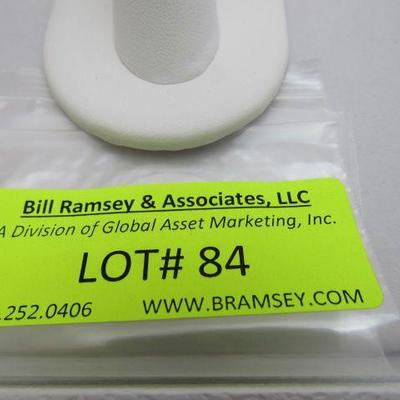 Bill Ramsey & Associates, LLC
A Division of Global Asset Marketing, Inc.
LOT# 84
.252.0406 WWW.BRAMSEY.COM